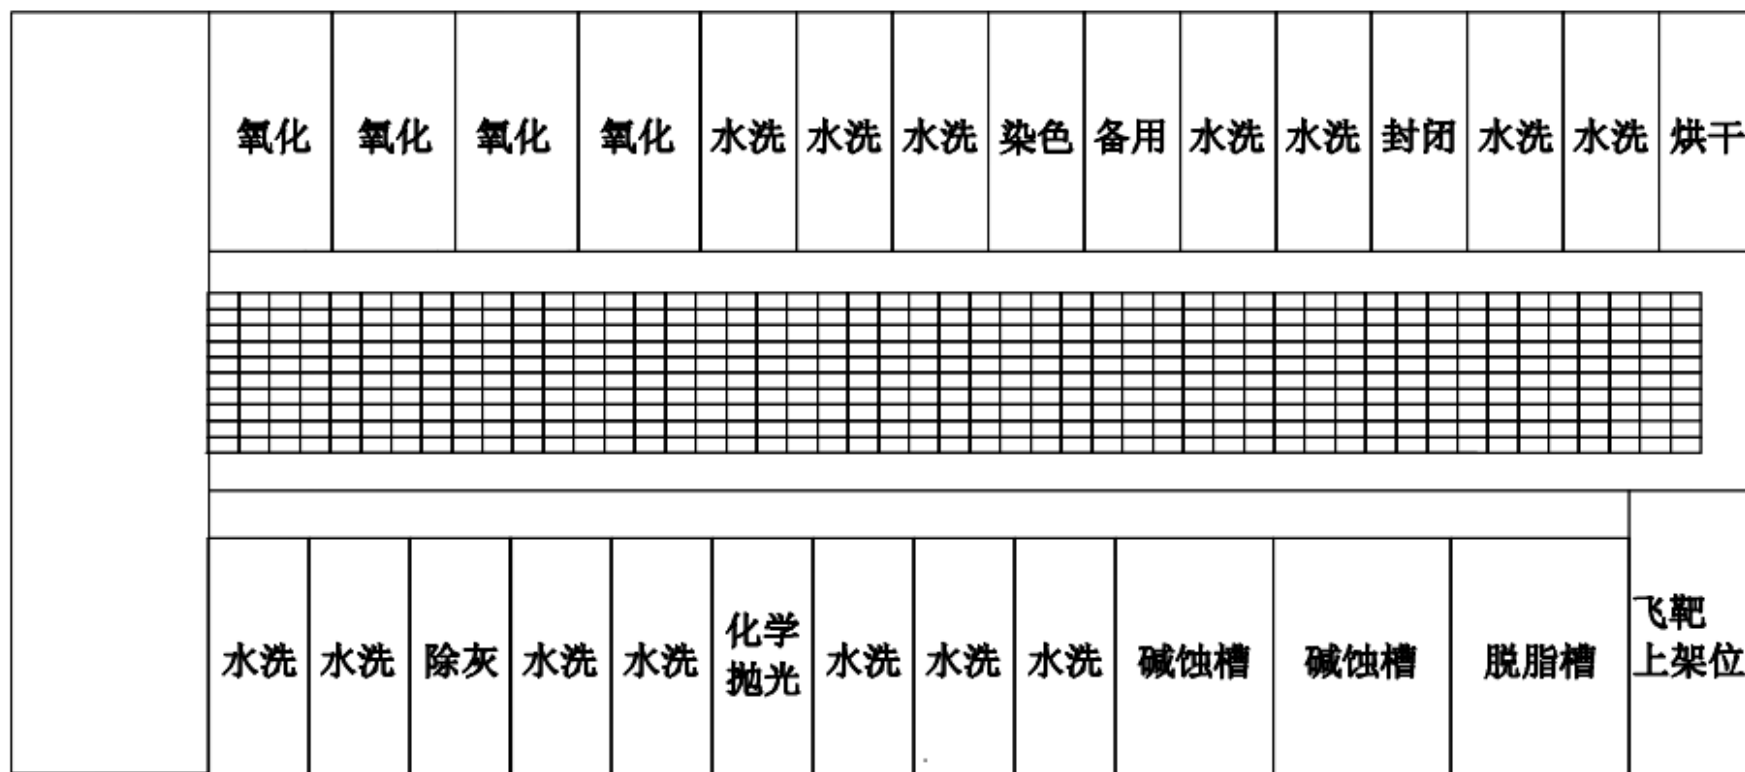 氧化 氧化 氧化 氧化 水洗 水洗 水洗 染色 备用 水洗 水洗 封闭 水洗 水洗 烘干
水洗 水洗 除灰 水洗 水洗 化学抛光 水洗 水洗 水洗 碱蚀槽 碱蚀槽 脱脂槽 飞靶上架位